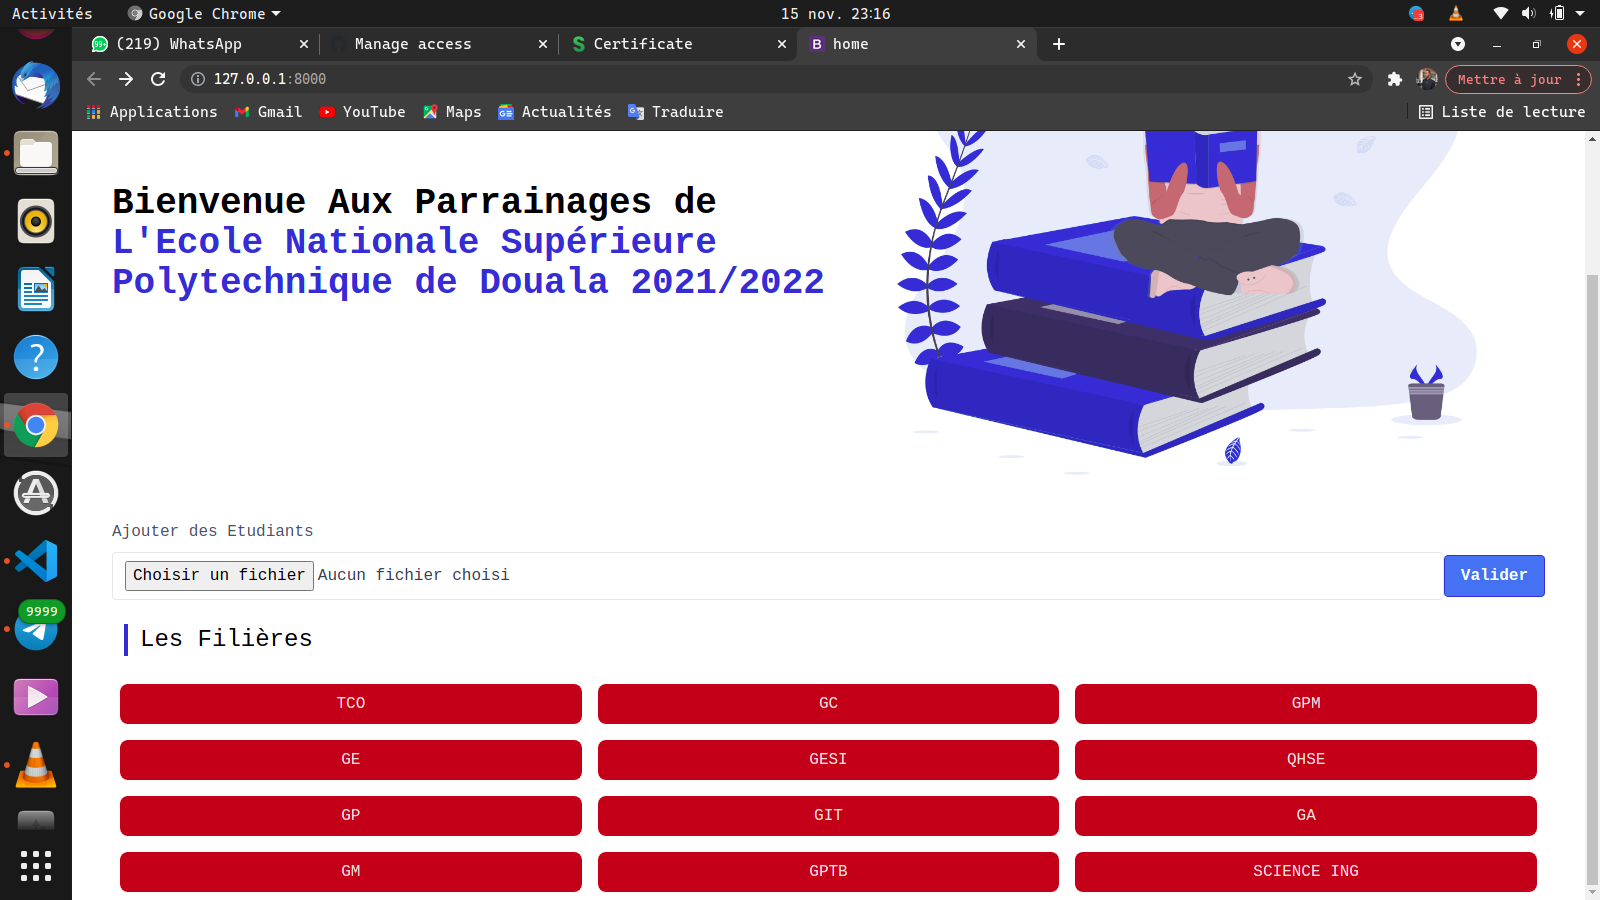 Activités
Google Chrome
15 nov. 23:16
3
99+
(219) WhatsApp
Manage access
Certificate
B
home
127.0.0.1:8000
Mettre à jour
Applications
Gmail
YouTube
Maps
Actualités
Traduire
Liste de lecture
Bienvenue Aux Parrainages de
L'Ecole Nationale Supérieure
Polytechnique de Douala 2021/2022
Ajouter des Etudiants
Choisir un fichier
Aucun fichier choisi
Valider
9999
Les Filières
TCO
GC
GPM
GE
GESI
QHSE
GP
GIT
GA
GM
GPTB
SCIENCE ING